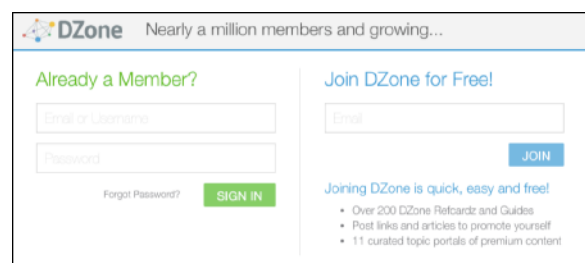 DZone Nearly a million members and growing...
Already a Member?
Email or Username
Password
Forgot Password? SIGN IN
Join DZone for Free!
Email
JOIN
Joining DZone is quick, easy and free!
• Over 200 DZone Refcardz and Guides
• Post links and articles to promote yourself
• 11 curated topic portals of premium content